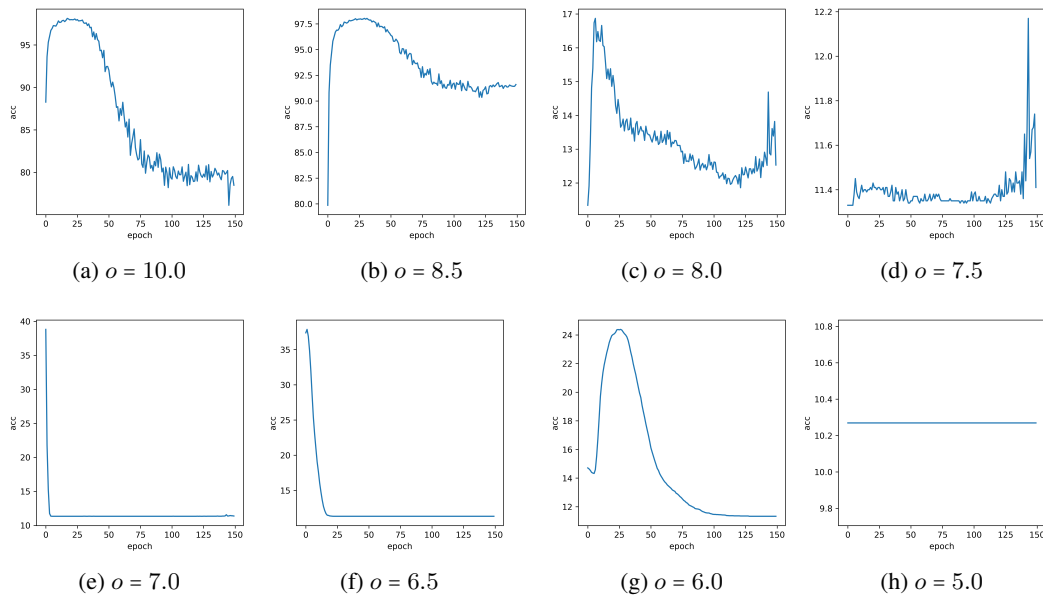 95
90
85
80
acc
0 25 50 75 100 125 150
epoch
(a) o = 10.0
97.5
95.0
92.5
90.0
87.5
85.0
82.5
80.0
acc
0 25 50 75 100 125 150
epoch
(b) o = 8.5
17
16
15
14
13
12
acc
0 25 50 75 100 125 150
epoch
(c) o = 8.0
12.2
12.0
11.8
11.6
11.4
acc
0 25 50 75 100 125 150
epoch
(d) o = 7.5
40
35
30
25
20
15
10
acc
0 25 50 75 100 125 150
epoch
(e) o = 7.0
35
30
25
20
15
acc
0 25 50 75 100 125 150
epoch
(f) o = 6.5
24
22
20
18
16
14
12
acc
0 25 50 75 100 125 150
epoch
(g) o = 6.0
10.8
10.6
10.4
10.2
10.0
9.8
acc
0 25 50 75 100 125 150
epoch
(h) o = 5.0